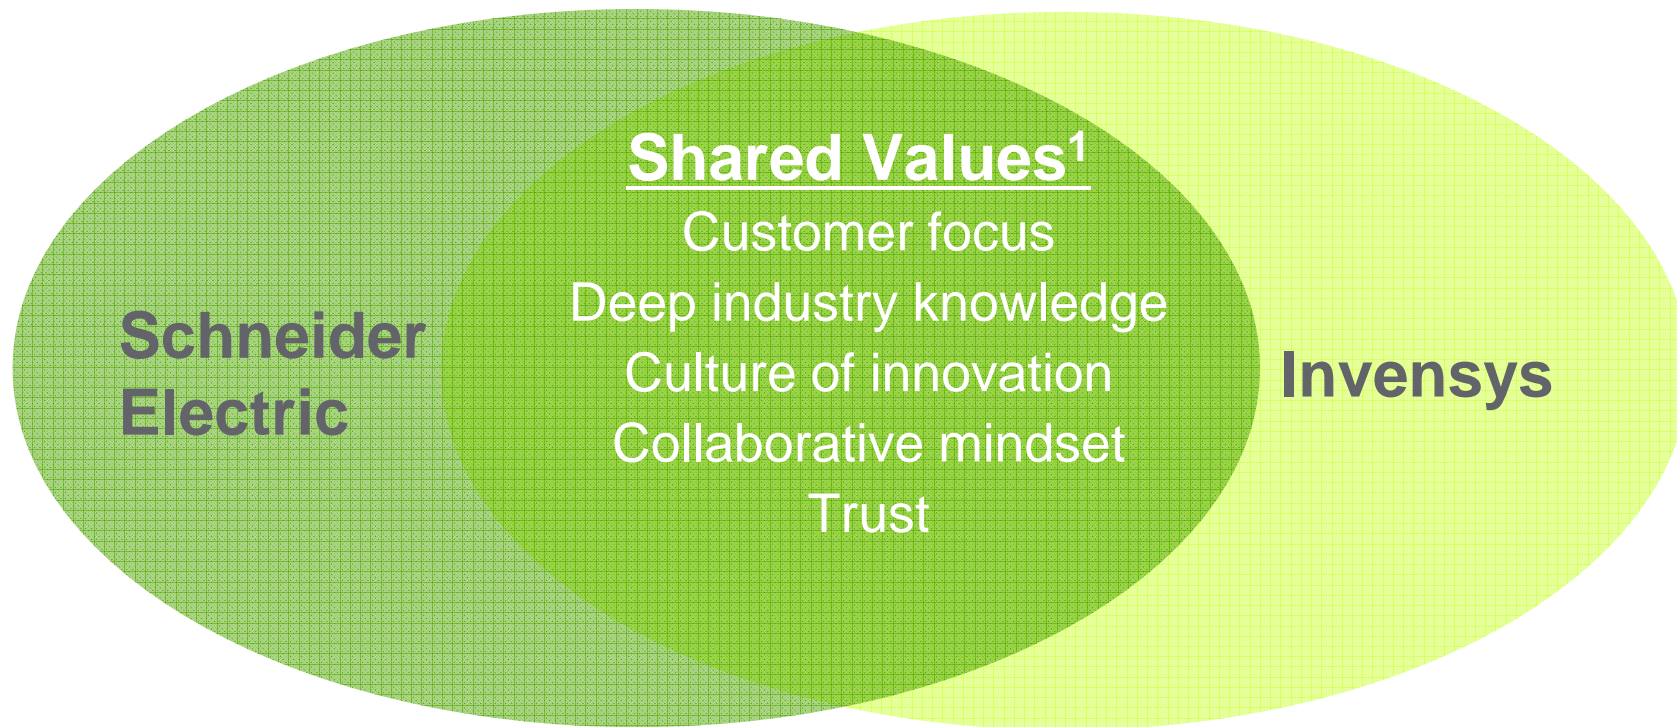 Shared Values¹
Customer focus
Deep industry knowledge
Culture of innovation
Collaborative mindset
Trust
Schneider
Electric
Invensys